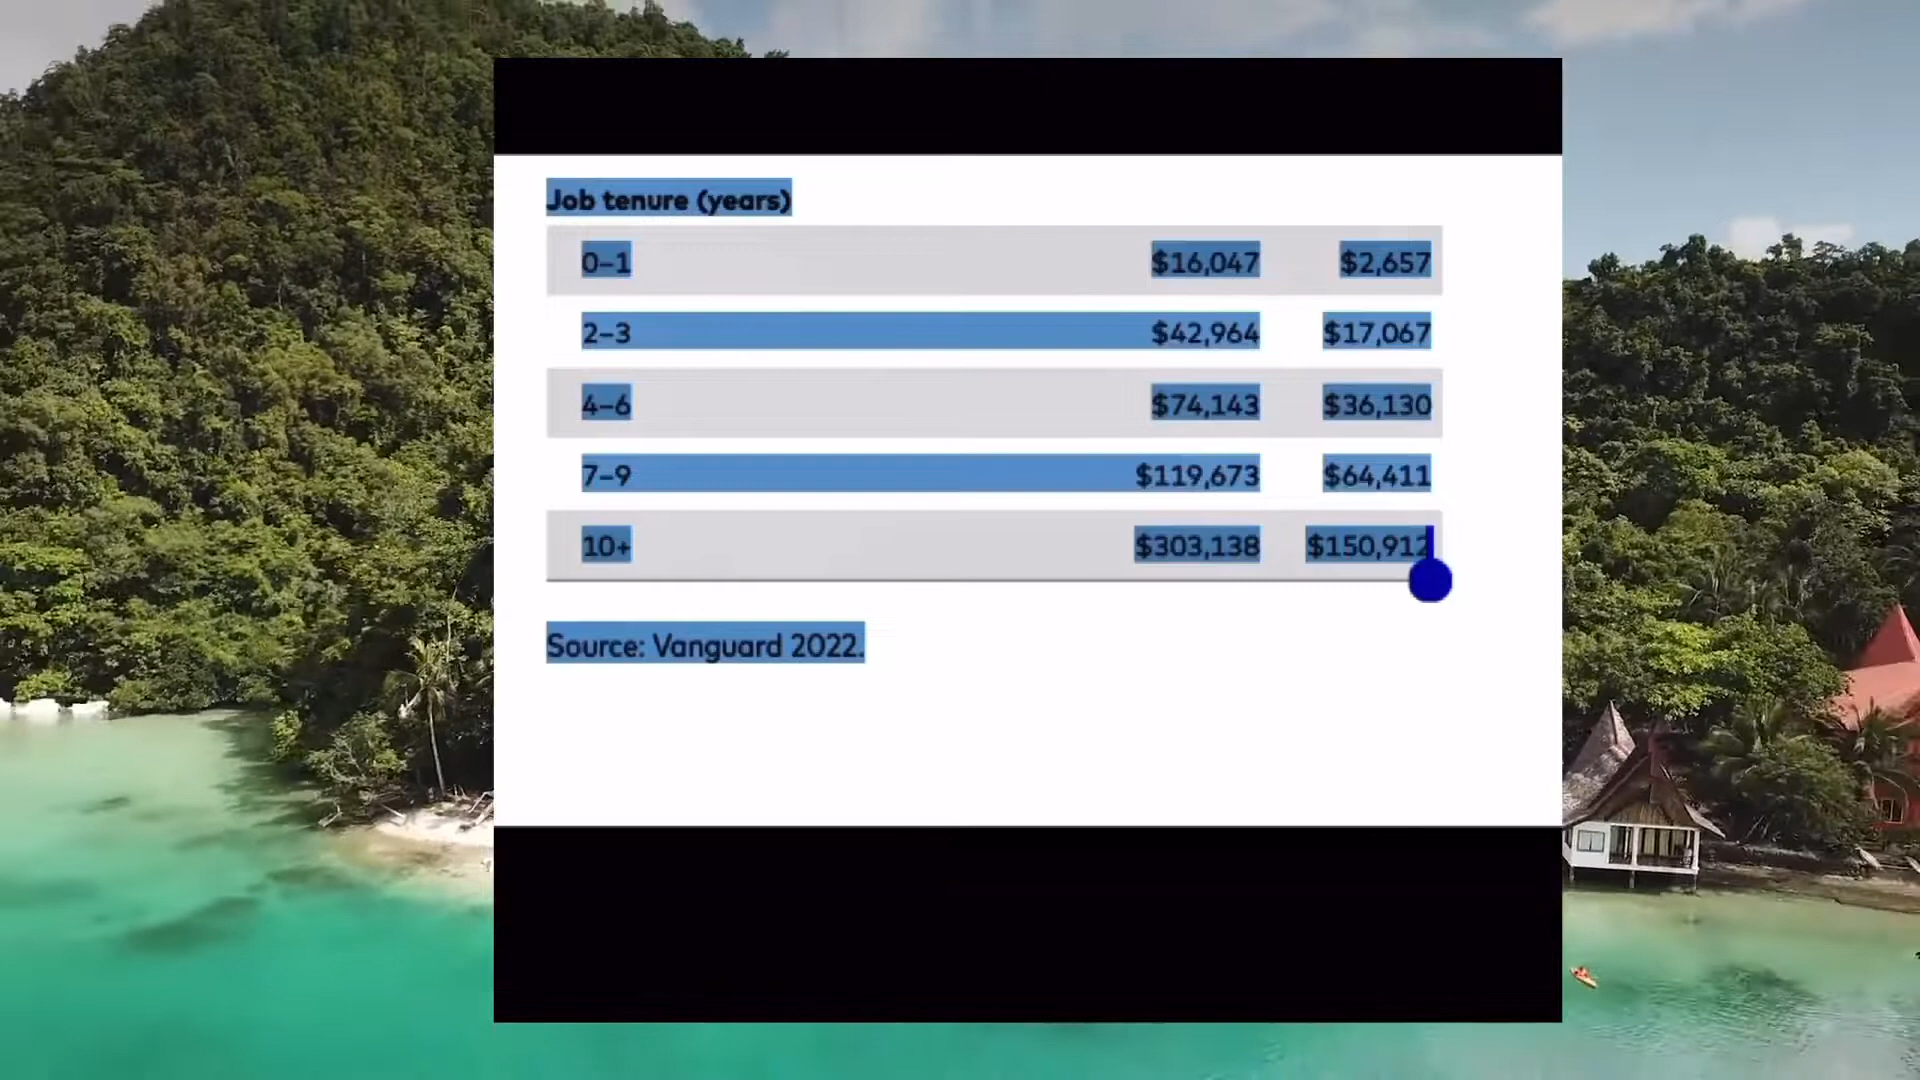 Job tenure (years)
0–1 $16,047 $2,657
2–3 $42,964 $17,067
4–6 $74,143 $36,130
7–9 $119,673 $64,411
10+ $303,138 $150,912
Source: Vanguard 2022.